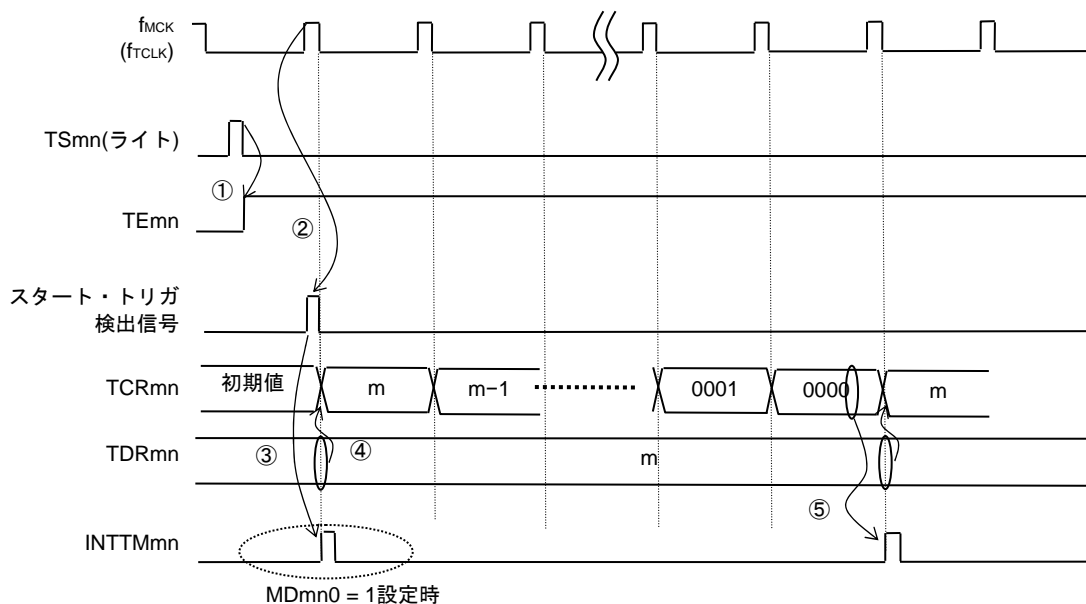 fMCK
(fTCLK)
TSmn(ライト)
①
TEmn
②
スタート・トリガ
検出信号
TCRmn 初期値 m m−1 0001 0000 m
TDRmn ③ ④ m
⑤
INTTMmn
MDmn0 = 1設定時